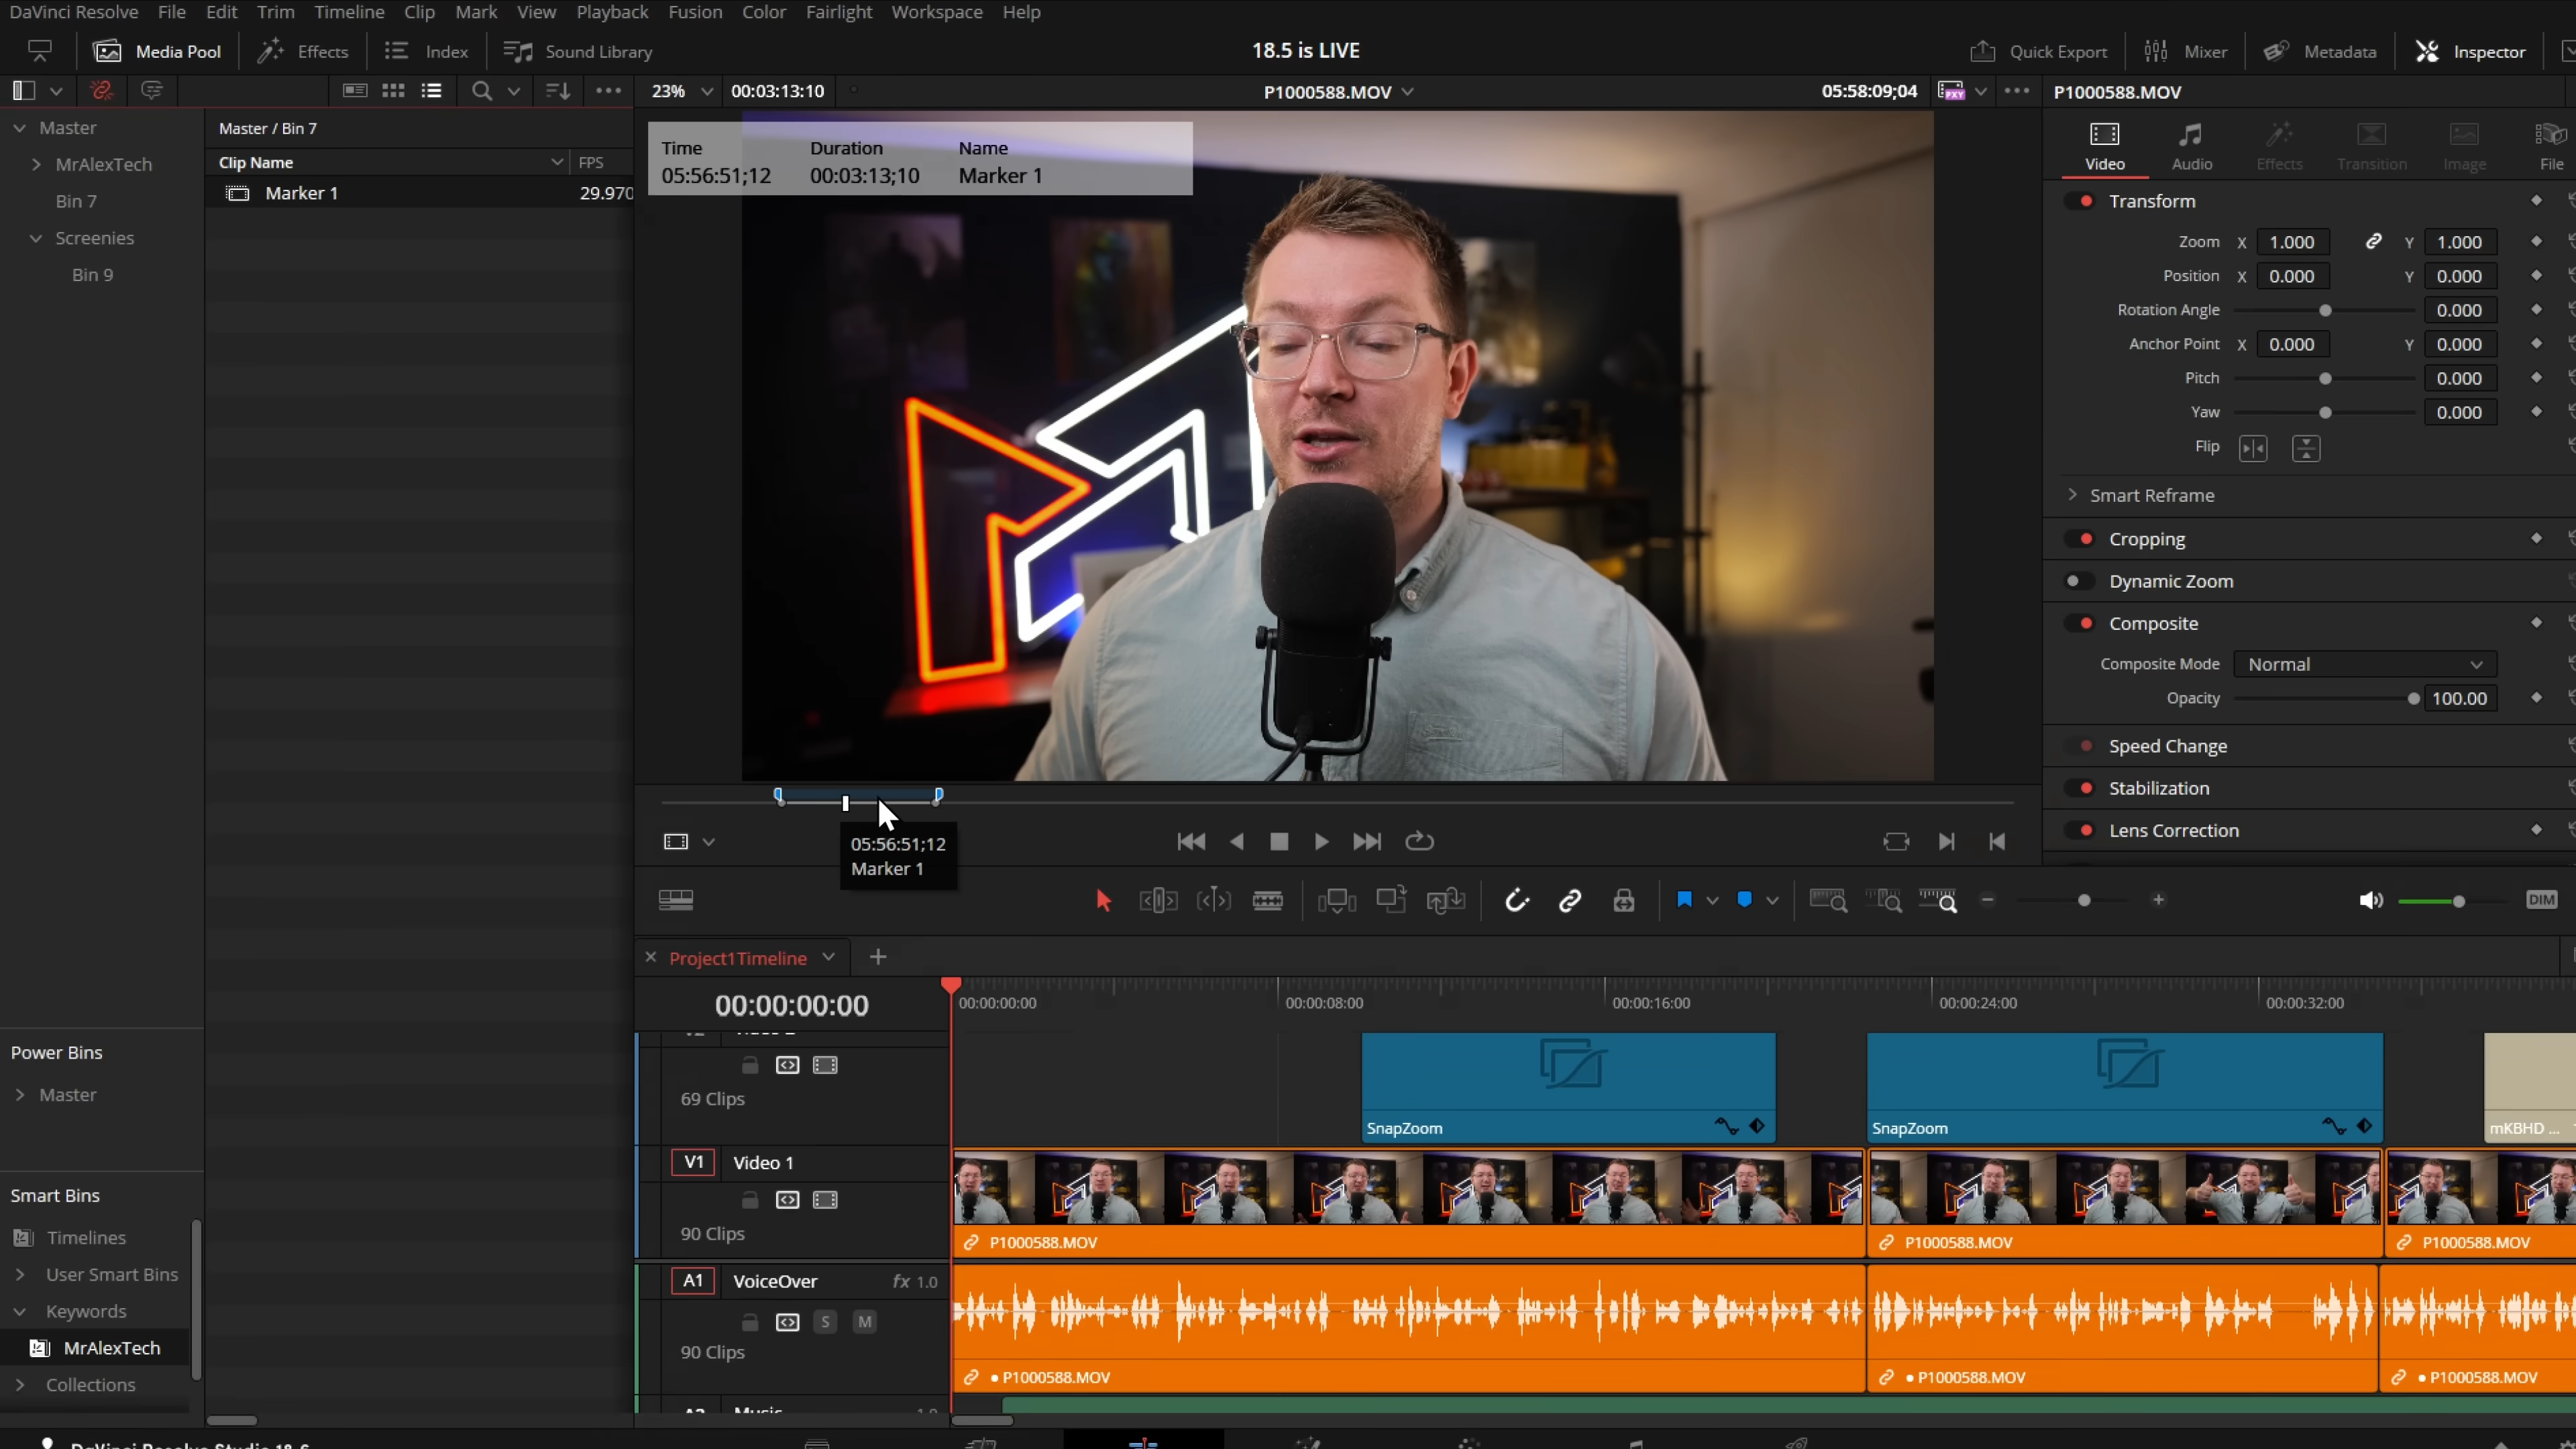 DaVinci Resolve File Edit Trim Timeline Clip Mark View Playback Fusion Color Fairlight Workspace Help
Media Pool Effects Index Sound Library 18.5 is LIVE Quick Export Mixer Metadata Inspector
23% 00:03:13:10 P1000588.MOV 05:58:09;04 PXY P1000588.MOV
Master
MrAlexTech
Bin 7
Screenies
Bin 9
Master / Bin 7
Clip Name FPS
Marker 1 29.970
Time Duration Name
05:56:51;12 00:03:13;10 Marker 1
05:56:51;12
Marker 1
Video Audio Effects Transition Image File
Transform
Zoom X 1.000 Y 1.000
Position X 0.000 Y 0.000
Rotation Angle 0.000
Anchor Point X 0.000 Y 0.000
Pitch 0.000
Yaw 0.000
Flip
Smart Reframe
Cropping
Dynamic Zoom
Composite
Composite Mode Normal
Opacity 100.00
Speed Change
Stabilization
Lens Correction
DIM
Power Bins
Master
Smart Bins
Timelines
User Smart Bins
Keywords
MrAlexTech
Collections
Project1Timeline
00:00:00:00 00:00:00:00 00:00:08:00 00:00:16:00 00:00:24:00 00:00:32:00
69 Clips
SnapZoom SnapZoom mKBHD ...
V1 Video 1
90 Clips
P1000588.MOV P1000588.MOV P1000588.MOV
A1 VoiceOver fx 1.0
S M
90 Clips
P1000588.MOV P1000588.MOV P1000588.MOV